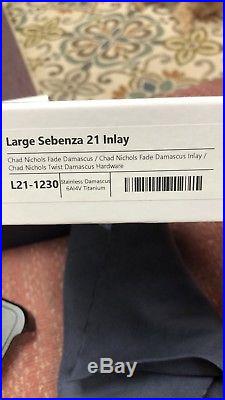 Large Sebenza 21 Inlay
Chad Nichols Fade Damascus / Chad Nichols Fade Damascus Inlay /
Chad Nichols Twist Damascus Hardware
L21-1230
Stainless Damascus
6Al4V Titanium
ebay